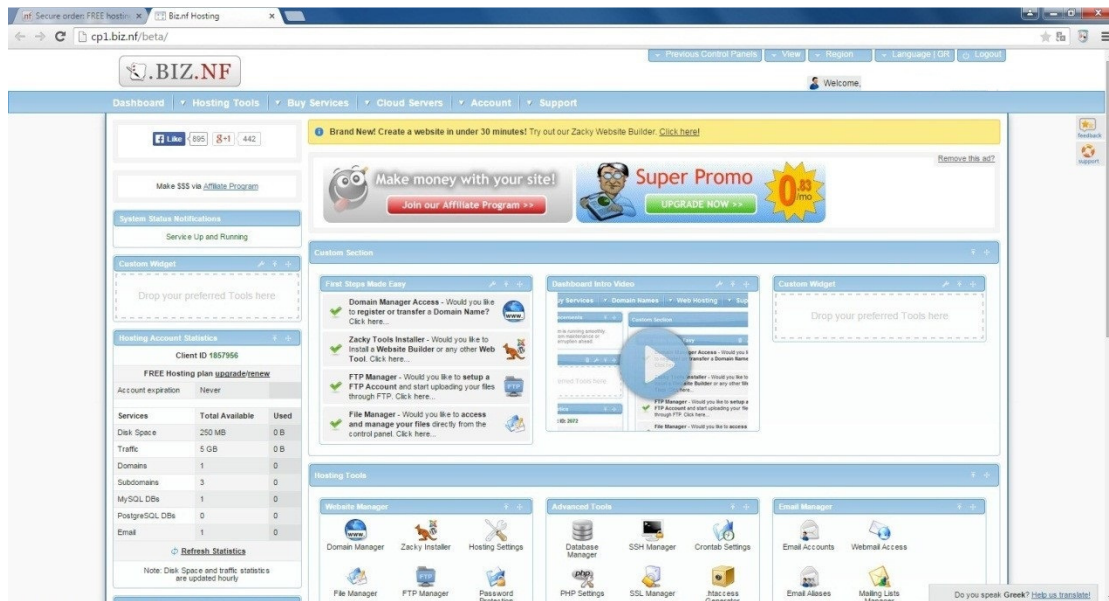 Secure order: FREE hostin
Biz.nf Hosting
cp1.biz.nf/beta/
Previous Control Panels
View
Region
Language | GR
Logout
.BIZ.NF
Welcome,
Dashboard
Hosting Tools
Buy Services
Cloud Servers
Account
Support
Like 895 g+1 442
Make $$$ via Affiliate Program
System Status Notifications
Service Up and Running
Custom Widget
Drop your preferred Tools here
Hosting Account Statistics
Client ID 1857956
FREE Hosting plan upgrade/renew
Account expiration Never
Services Total Available Used
Disk Space 250 MB 0 B
Traffic 5 GB 0 B
Domains 1 0
Subdomains 3 0
MySQL DBs 1 0
PostgreSQL DBs 0 0
Email 1 0
Refresh Statistics
Note: Disk Space and traffic statistics
are updated hourly
Brand New! Create a website in under 30 minutes! Try out our Zacky Website Builder. Click here!
Remove this ad?
Make money with your site!
Join our Affiliate Program >>
Super Promo
UPGRADE NOW >>
0.83
/mo
Custom Section
First Steps Made Easy
Domain Manager Access - Would you like
to register or transfer a Domain Name?
Click here...
Zacky Tools Installer - Would you like to
Install a Website Builder or any other Web
Tool. Click here...
FTP Manager - Would you like to setup a
FTP Account and start uploading your files
through FTP. Click here...
File Manager - Would you like to access
and manage your files directly from the
control panel. Click here...
Dashboard Intro Video
Custom Widget
Drop your preferred Tools here
Hosting Tools
Website Manager
Domain Manager
Zacky Installer
Hosting Settings
File Manager
FTP Manager
Password
Protection
Advanced Tools
Database
Manager
SSH Manager
Crontab Settings
PHP Settings
SSL Manager
.htaccess
Generator
Email Manager
Email Accounts
Webmail Access
Email Aliases
Mailing Lists
Manager
feedback
support
Do you speak Greek? Help us translate!